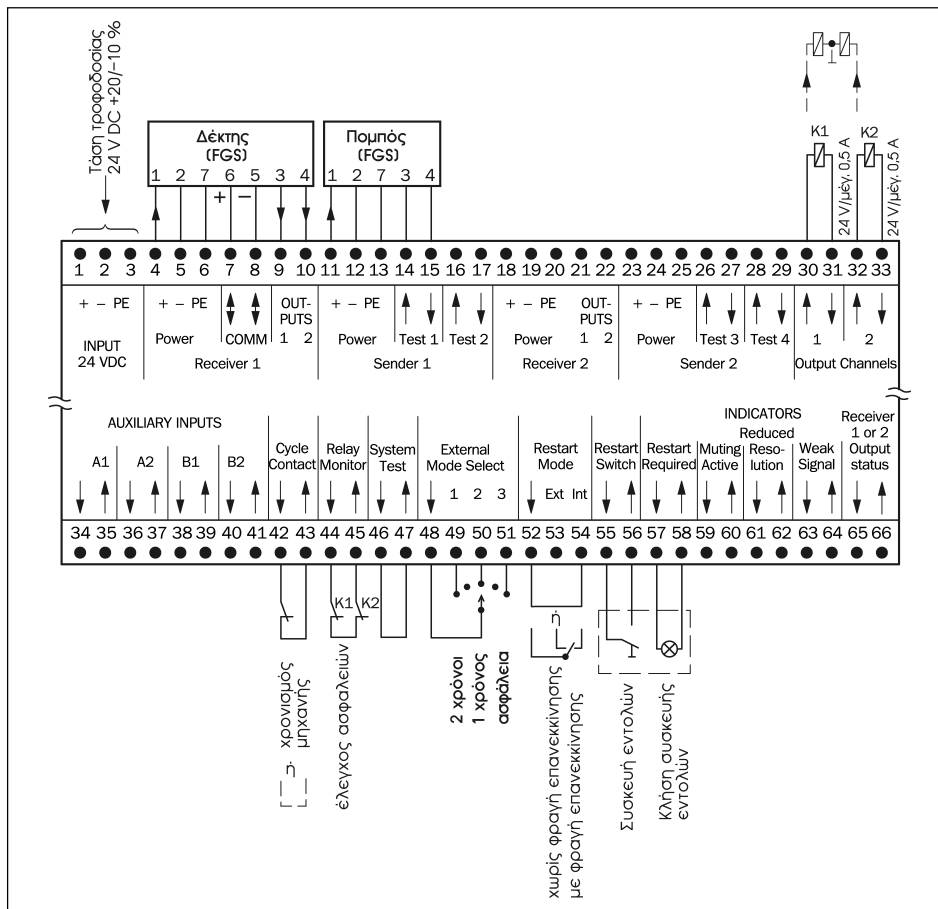 Τάση τροφοδοσίας
24 V DC +20/–10 %
Δέκτης
(FGS)
1 2 7 6 5 3 4
+ –
Πομπός
(FGS)
1 2 7 3 4
K1
K2
24 V/μέγ. 0,5 A
24 V/μέγ. 0,5 A
1 2 3 4 5 6 7 8 9 10 11 12 13 14 15 16 17 18 19 20 21 22 23 24 25 26 27 28 29 30 31 32 33
+ – PE
INPUT
24 VDC
+ – PE
Power
COMM
OUT-
PUTS
1 2
Receiver 1
+ – PE
Power
Test 1
Test 2
Sender 1
+ – PE
Power
OUT-
PUTS
1 2
Receiver 2
+ – PE
Power
Test 3
Test 4
Sender 2
1
2
Output Channels
AUXILIARY INPUTS
A1
A2
B1
B2
Cycle
Contact
Relay
Monitor
System
Test
External
Mode Select
1 2 3
Restart
Mode
Ext Int
Restart
Switch
INDICATORS
Restart
Required
Muting
Active
Reduced
Reso-
lution
Weak
Signal
Receiver
1 or 2
Output
status
34 35 36 37 38 39 40 41 42 43 44 45 46 47 48 49 50 51 52 53 54 55 56 57 58 59 60 61 62 63 64 65 66
K1
K2
ή
χρονισμός
μηχανής
ή
έλεγχος ασφαλειών
2 χρόνοι
1 χρόνος
ασφάλεια
χωρίς φραγή επανεκκίνησης
με φραγή επανεκκίνησης
Συσκευή εντολών
Κλήση συσκευής
εντολών